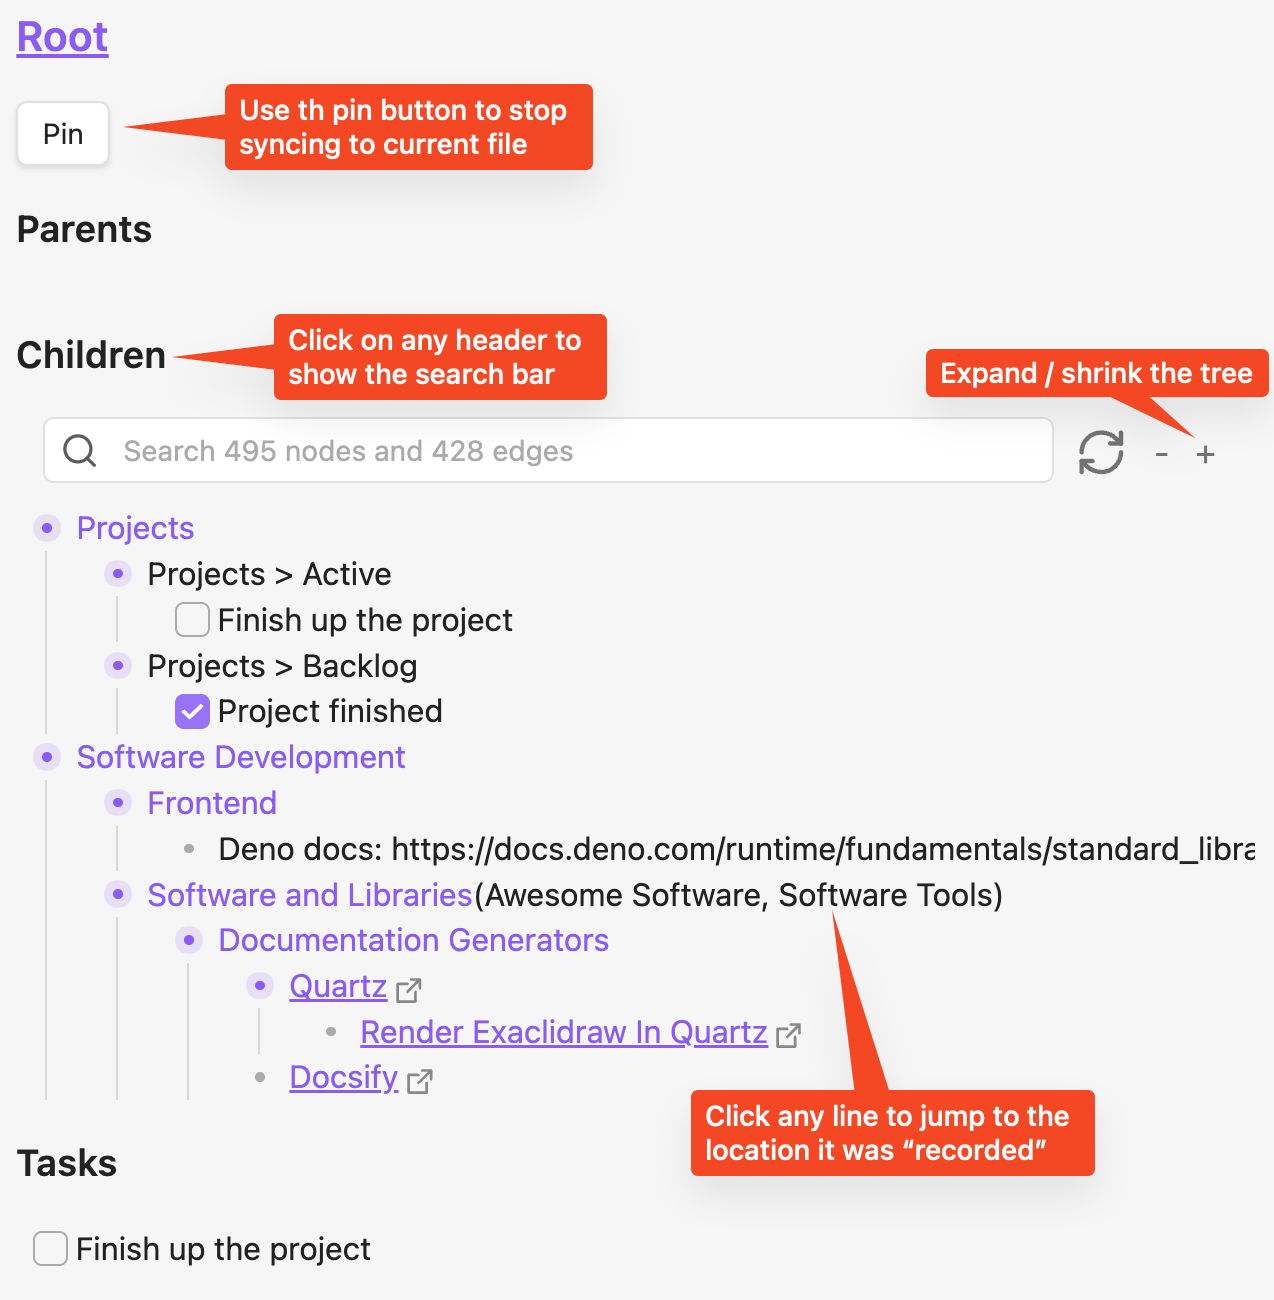 Root
Pin
Use th pin button to stop
syncing to current file
Parents
Children
Click on any header to
show the search bar
Expand / shrink the tree
Search 495 nodes and 428 edges
- +
Projects
Projects > Active
Finish up the project
Projects > Backlog
Project finished
Software Development
Frontend
Deno docs: https://docs.deno.com/runtime/fundamentals/standard_libra
Software and Libraries(Awesome Software, Software Tools)
Documentation Generators
Quartz
Render Exaclidraw In Quartz
Docsify
Click any line to jump to the
location it was “recorded”
Tasks
Finish up the project